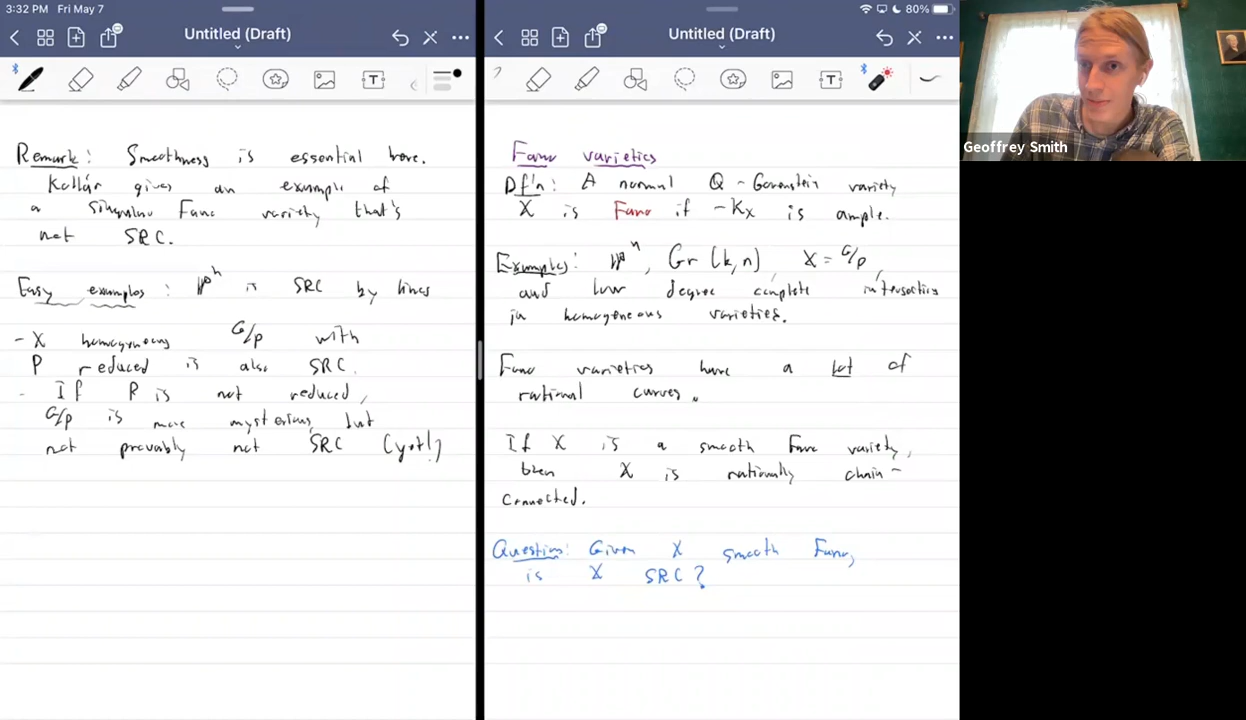 3:32 PM Fri May 7
80%
Untitled (Draft)
Untitled (Draft)
Geoffrey Smith
Remark: Smoothness is essential here.
Kollár gives an example of
a singular Fano variety that's
not SRC.
Easy examples: ℙⁿ is SRC by lines
- X homogeneous G/P with
P reduced is also SRC.
- If P is not reduced,
G/P is more mysterious, but
not provably not SRC (yet!)
Fano varieties
Df'n: A normal Q-Gorenstein variety
X is Fano if -Kx is ample.
Examples: ℙⁿ, Gr(k,n) X = G/P,
and low degree complete intersections
in homogeneous varieties.
Fano varieties have a lot of
rational curves.
If X is a smooth Fano variety,
then X is rationally chain-
connected.
Question: Given X smooth Fano,
is X SRC?